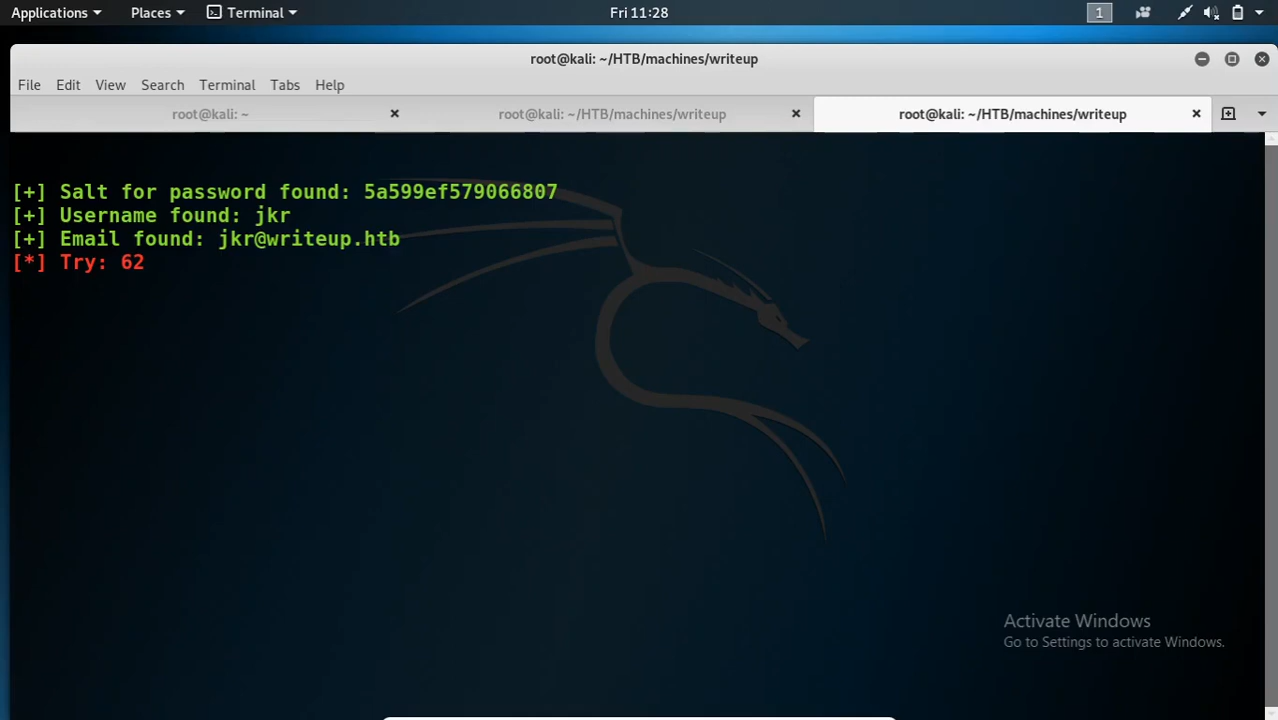 Applications Places Terminal Fri 11:28 1
root@kali: ~/HTB/machines/writeup
File Edit View Search Terminal Tabs Help
root@kali: ~ root@kali: ~/HTB/machines/writeup root@kali: ~/HTB/machines/writeup
[+] Salt for password found: 5a599ef579066807
[+] Username found: jkr
[+] Email found: jkr@writeup.htb
[*] Try: 62
Activate Windows
Go to Settings to activate Windows.